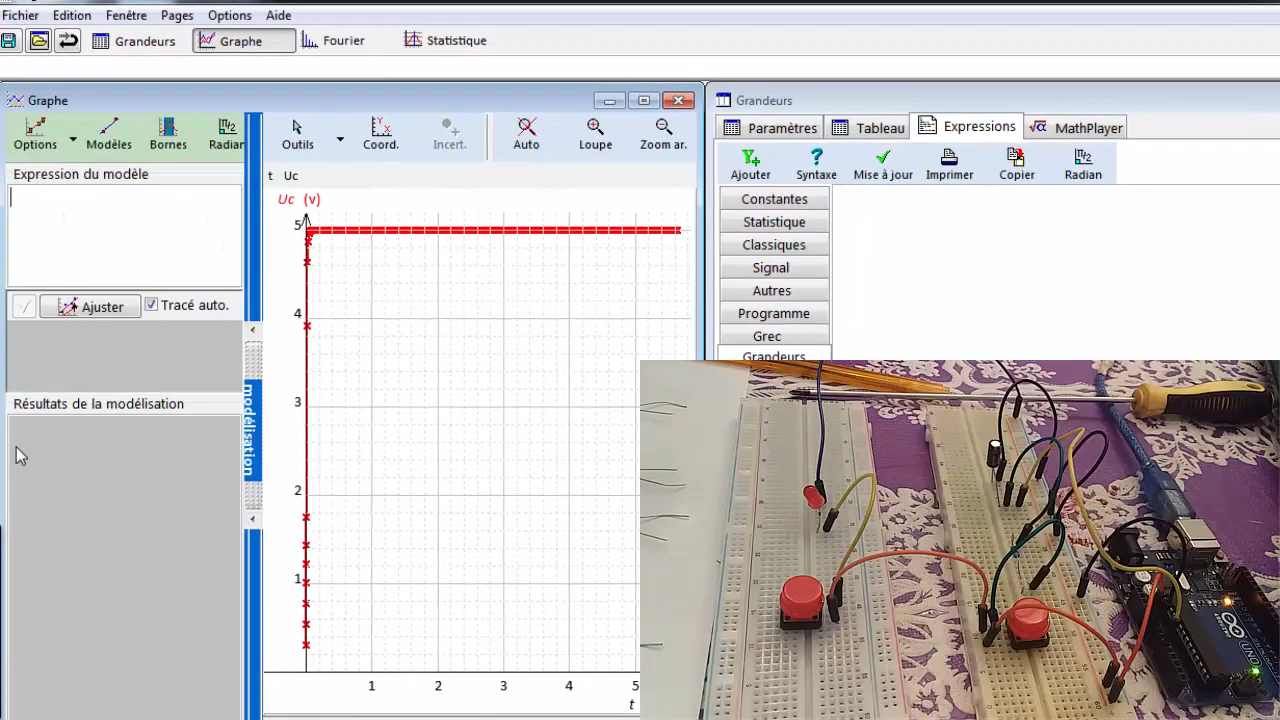 Fichier Edition Fenêtre Pages Options Aide
Grandeurs Graphe Fourier Statistique
Graphe
Options Modèles Bornes Radian
Outils Coord. Incert. Auto Loupe Zoom ar.
Expression du modèle
t Uc
Uc (v)
5
4
3
2
1
1 2 3 4 5
t
Ajuster Tracé auto.
Résultats de la modélisation
modélisation
Grandeurs
Paramètres Tableau Expressions MathPlayer
Ajouter Syntaxe Mise à jour Imprimer Copier Radian
Constantes
Statistique
Classiques
Signal
Autres
Programme
Grec
Grandeurs
UNO